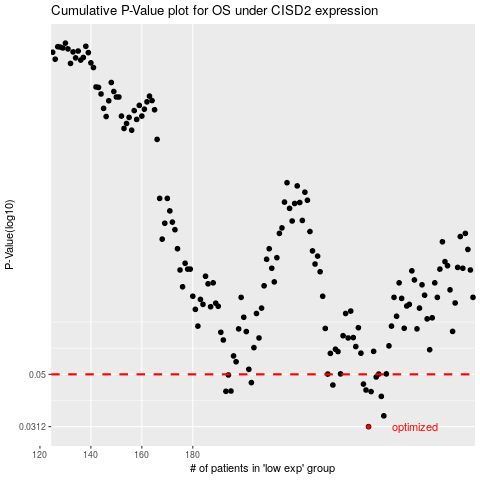 Cumulative P-Value plot for OS under CISD2 expression
P-Value(log10)
0.05
0.0312
optimized
120 140 160 180
# of patients in 'low exp' group